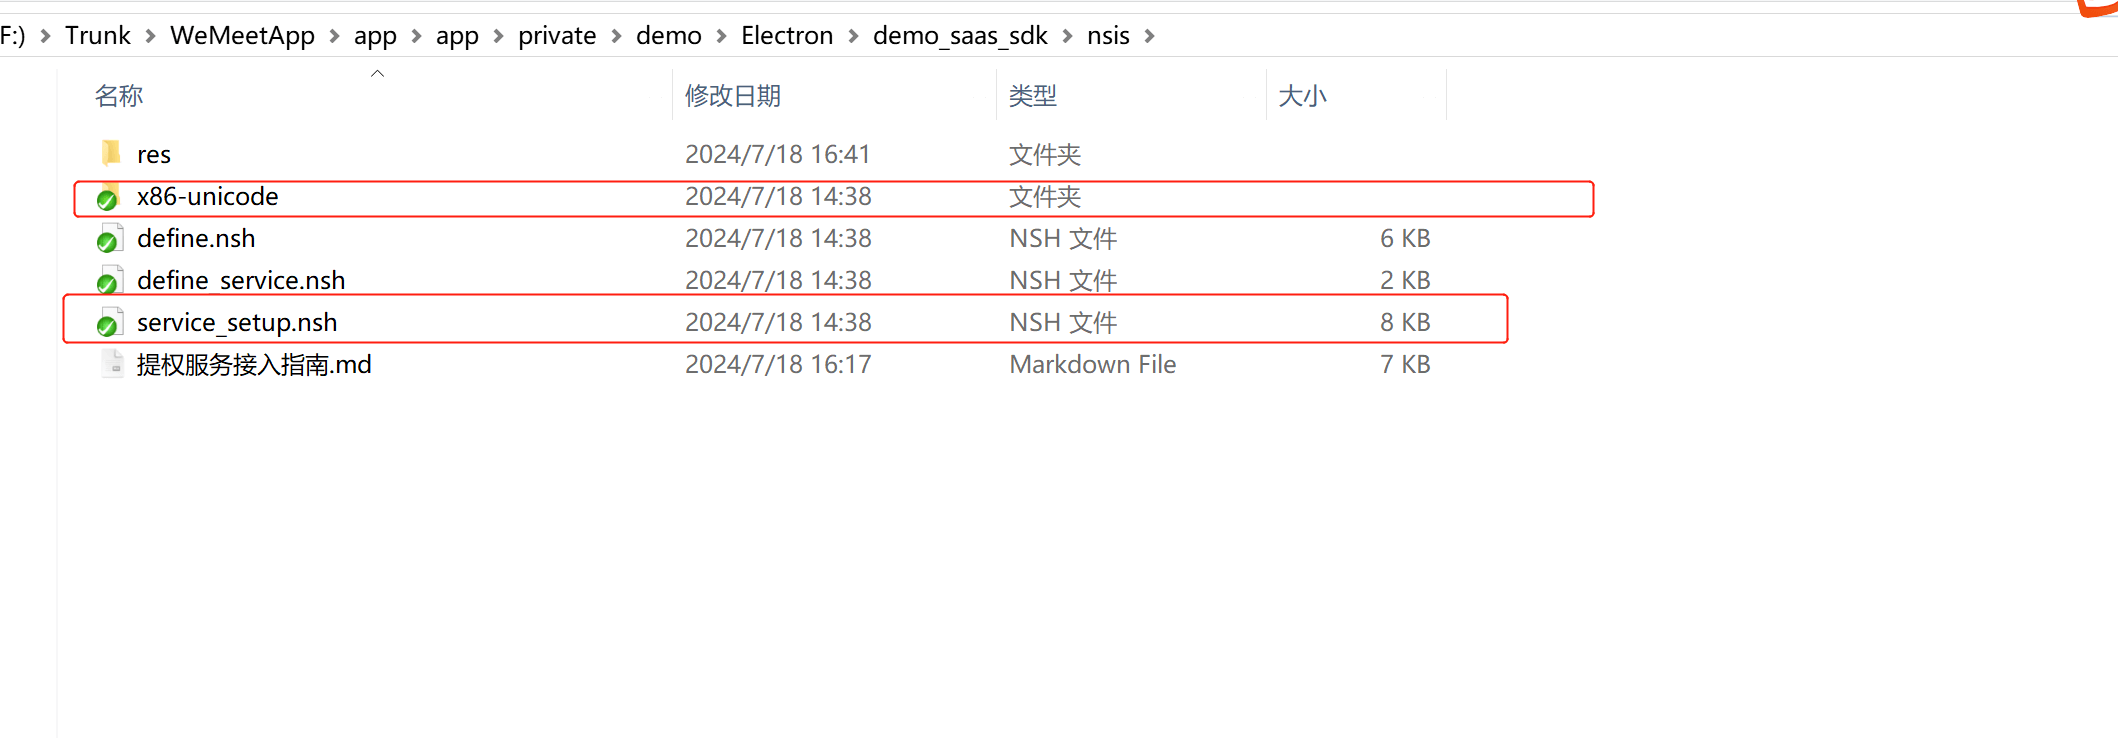 F:) > Trunk > WeMeetApp > app > app > private > demo > Electron > demo_saas_sdk > nsis >
名称 修改日期 类型 大小
res 2024/7/18 16:41 文件夹
x86-unicode 2024/7/18 14:38 文件夹
define.nsh 2024/7/18 14:38 NSH 文件 6 KB
define_service.nsh 2024/7/18 14:38 NSH 文件 2 KB
service_setup.nsh 2024/7/18 14:38 NSH 文件 8 KB
提权服务接入指南.md 2024/7/18 16:17 Markdown File 7 KB